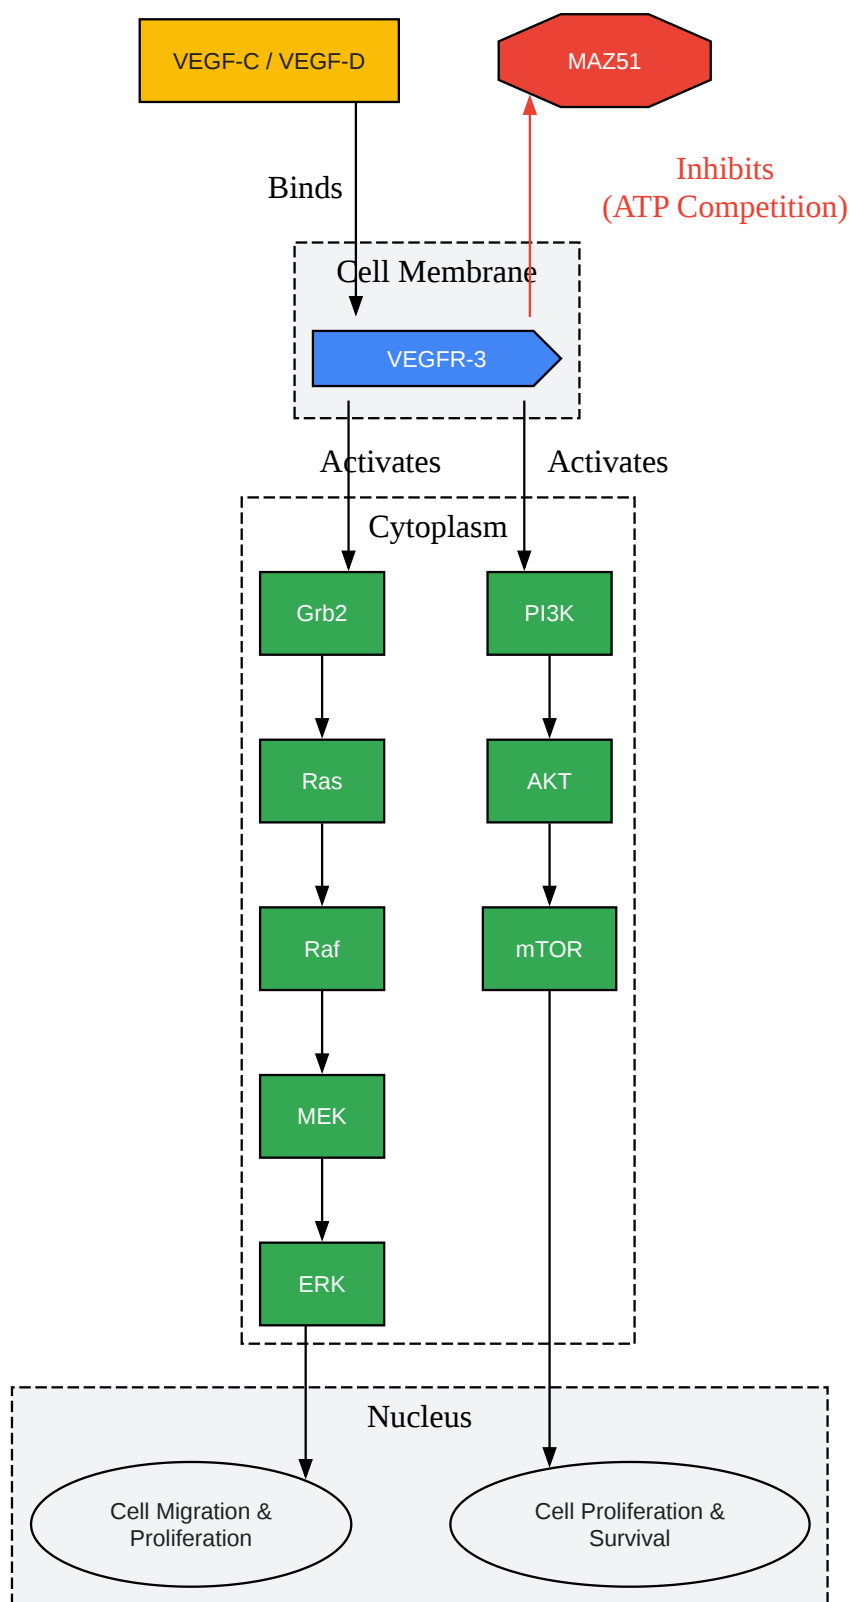 VEGF-C / VEGF-D
MAZ51
Binds
Inhibits
(ATP Competition)
Cell Membrane
VEGFR-3
Activates
Activates
Cytoplasm
Grb2
PI3K
Ras
AKT
Raf
mTOR
MEK
ERK
Nucleus
Cell Migration &
Proliferation
Cell Proliferation &
Survival